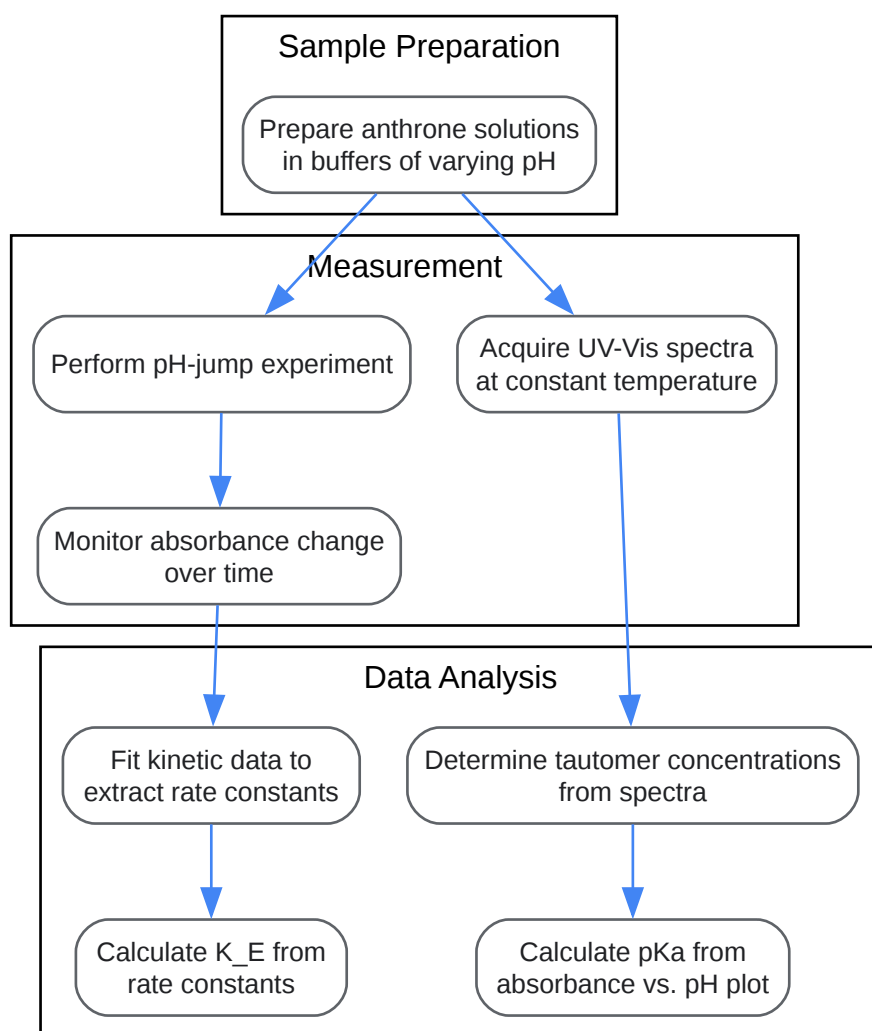 Sample Preparation
Prepare anthrone solutions
in buffers of varying pH
Measurement
Perform pH-jump experiment
Acquire UV-Vis spectra
at constant temperature
Monitor absorbance change
over time
Data Analysis
Fit kinetic data to
extract rate constants
Determine tautomer concentrations
from spectra
Calculate K_E from
rate constants
Calculate pKa from
absorbance vs. pH plot